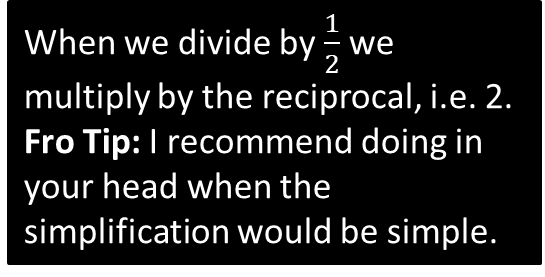 When we divide by 1/2 we
multiply by the reciprocal, i.e. 2.
Fro Tip: I recommend doing in
your head when the
simplification would be simple.